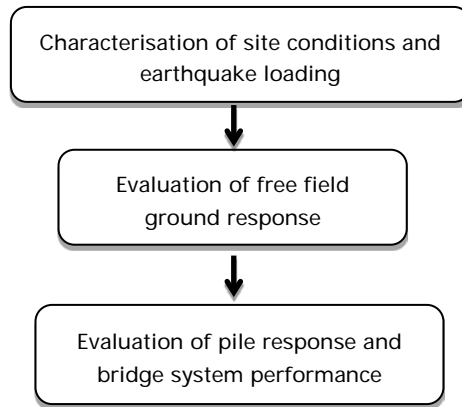 Characterisation of site conditions and
earthquake loading
Evaluation of free field
ground response
Evaluation of pile response and
bridge system performance